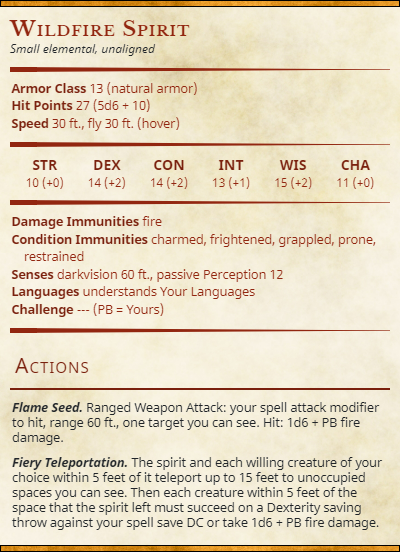 Wildfire Spirit
Small elemental, unaligned
Armor Class 13 (natural armor)
Hit Points 27 (5d6 + 10)
Speed 30 ft., fly 30 ft. (hover)
STR DEX CON INT WIS CHA
10 (+0) 14 (+2) 14 (+2) 13 (+1) 15 (+2) 11 (+0)
Damage Immunities fire
Condition Immunities charmed, frightened, grappled, prone,
restrained
Senses darkvision 60 ft., passive Perception 12
Languages understands Your Languages
Challenge --- (PB = Yours)
Actions
Flame Seed. Ranged Weapon Attack: your spell attack modifier
to hit, range 60 ft., one target you can see. Hit: 1d6 + PB fire
damage.
Fiery Teleportation. The spirit and each willing creature of your
choice within 5 feet of it teleport up to 15 feet to unoccupied
spaces you can see. Then each creature within 5 feet of the
space that the spirit left must succeed on a Dexterity saving
throw against your spell save DC or take 1d6 + PB fire damage.